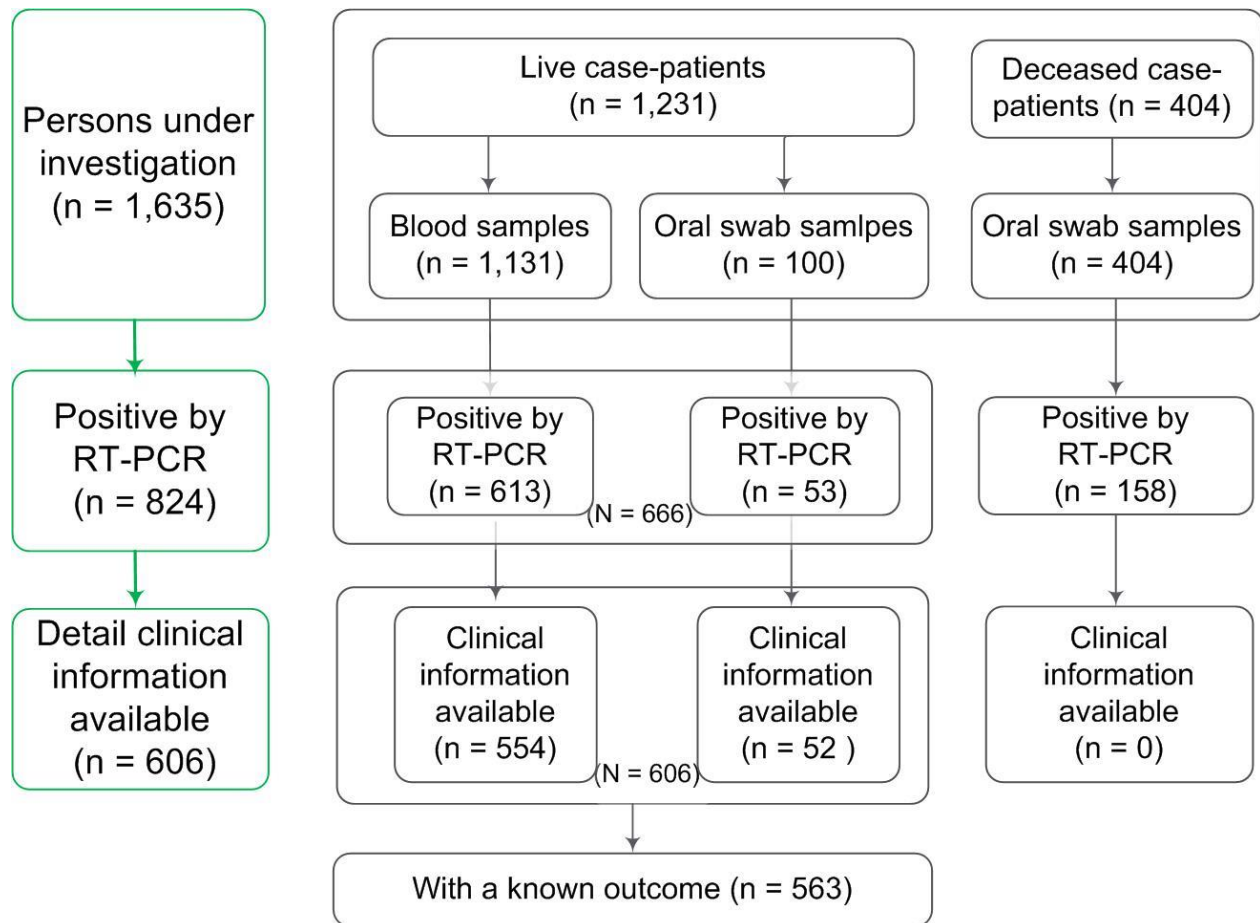 Persons under
investigation
(n = 1,635)
Live case-patients
(n = 1,231)
Deceased case-
patients (n = 404)
Blood samples
(n = 1,131)
Oral swab samlpes
(n = 100)
Oral swab samples
(n = 404)
Positive by
RT-PCR
(n = 824)
Positive by
RT-PCR
(n = 613)
(N = 666)
Positive by
RT-PCR
(n = 53)
Positive by
RT-PCR
(n = 158)
Detail clinical
information
available
(n = 606)
Clinical
information
available
(n = 554)
(N = 606)
Clinical
information
available
(n = 52 )
Clinical
information
available
(n = 0)
With a known outcome (n = 563)